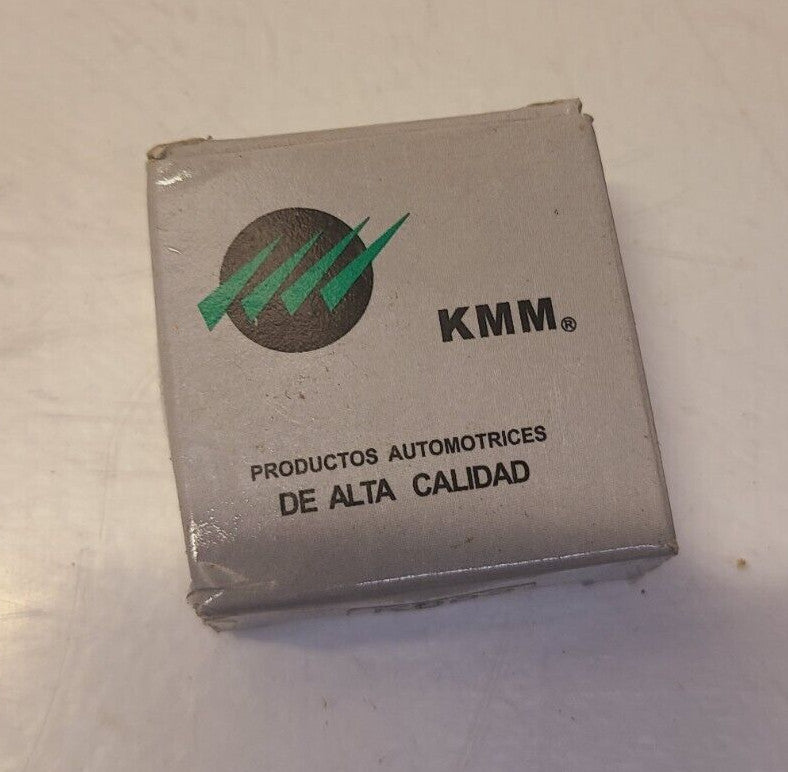 KMM®
PRODUCTOS AUTOMOTRICES
DE ALTA CALIDAD